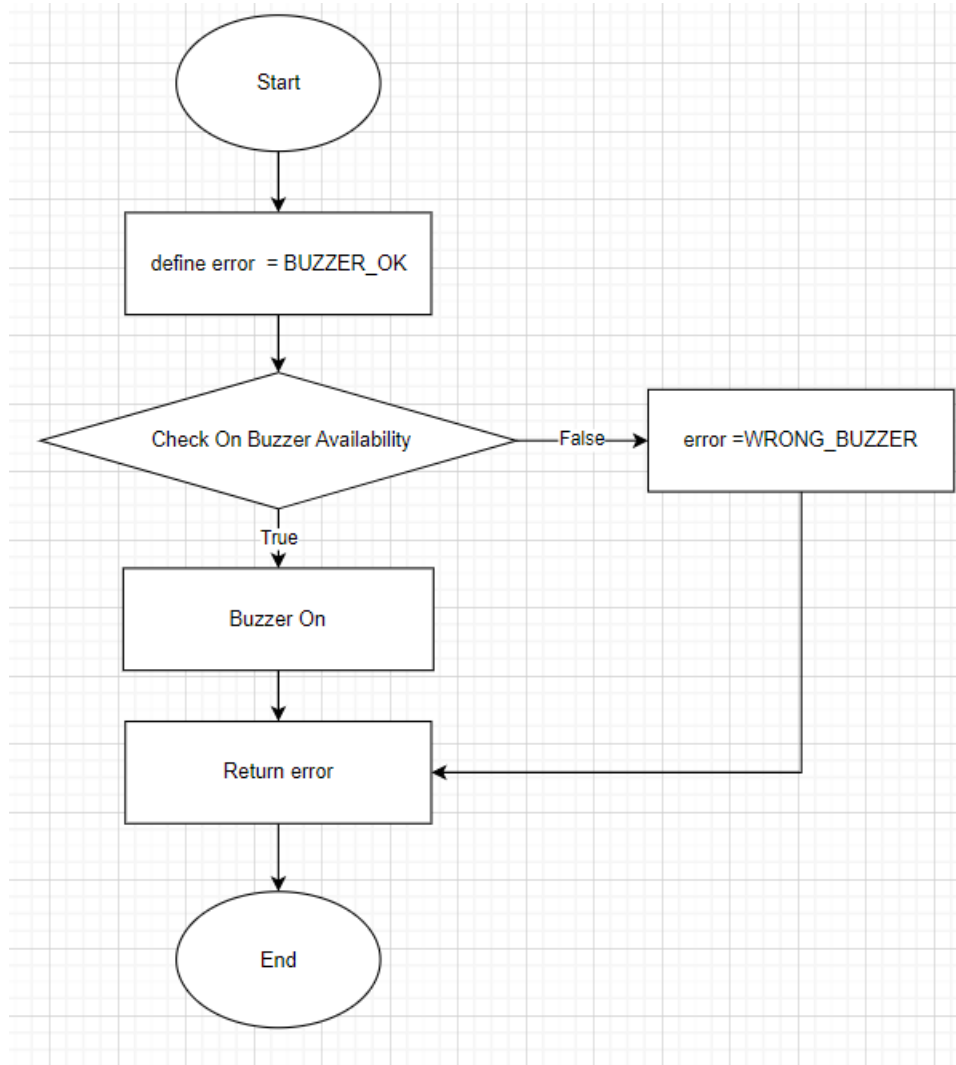 Start
define error  = BUZZER_OK
Check On Buzzer Availability
False
error =WRONG_BUZZER
True
Buzzer On
Return error
End